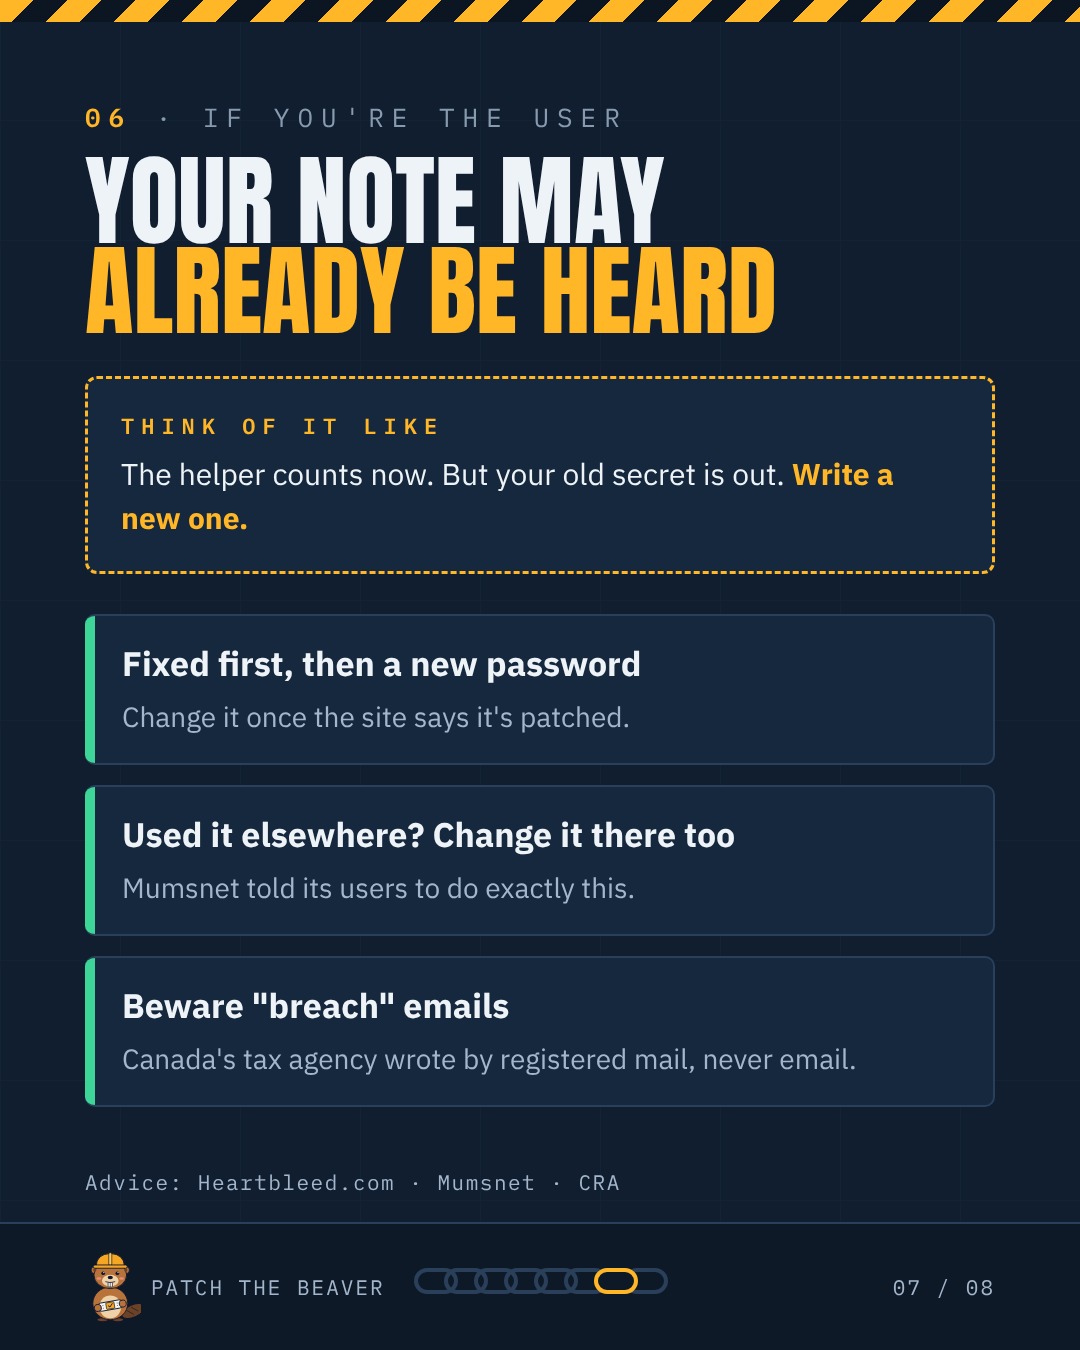 06 · IF YOU'RE THE USER
YOUR NOTE MAY
ALREADY BE HEARD
THINK OF IT LIKE
The helper counts now. But your old secret is out. Write a
new one.
Fixed first, then a new password
Change it once the site says it's patched.
Used it elsewhere? Change it there too
Mumsnet told its users to do exactly this.
Beware "breach" emails
Canada's tax agency wrote by registered mail, never email.
Advice: Heartbleed.com · Mumsnet · CRA
PATCH THE BEAVER
07 / 08